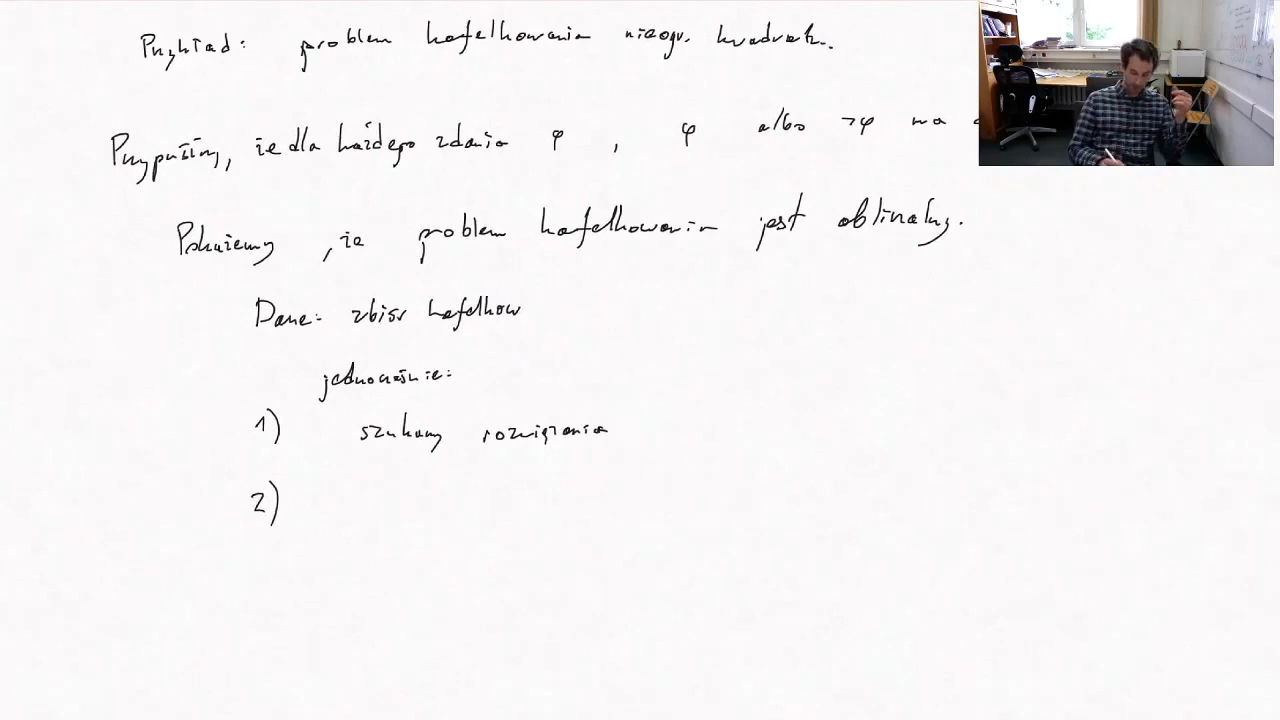 Przykład: problem kafelkowania nieogr. kwadrat.
Przypuśćmy, że dla każdego zdania φ, φ albo ¬φ ma
Pokażemy, że problem kafelkowania jest obliczalny.
Dane: zbiór kafelków
jednocześnie:
1) szukamy rozwiązania
2)